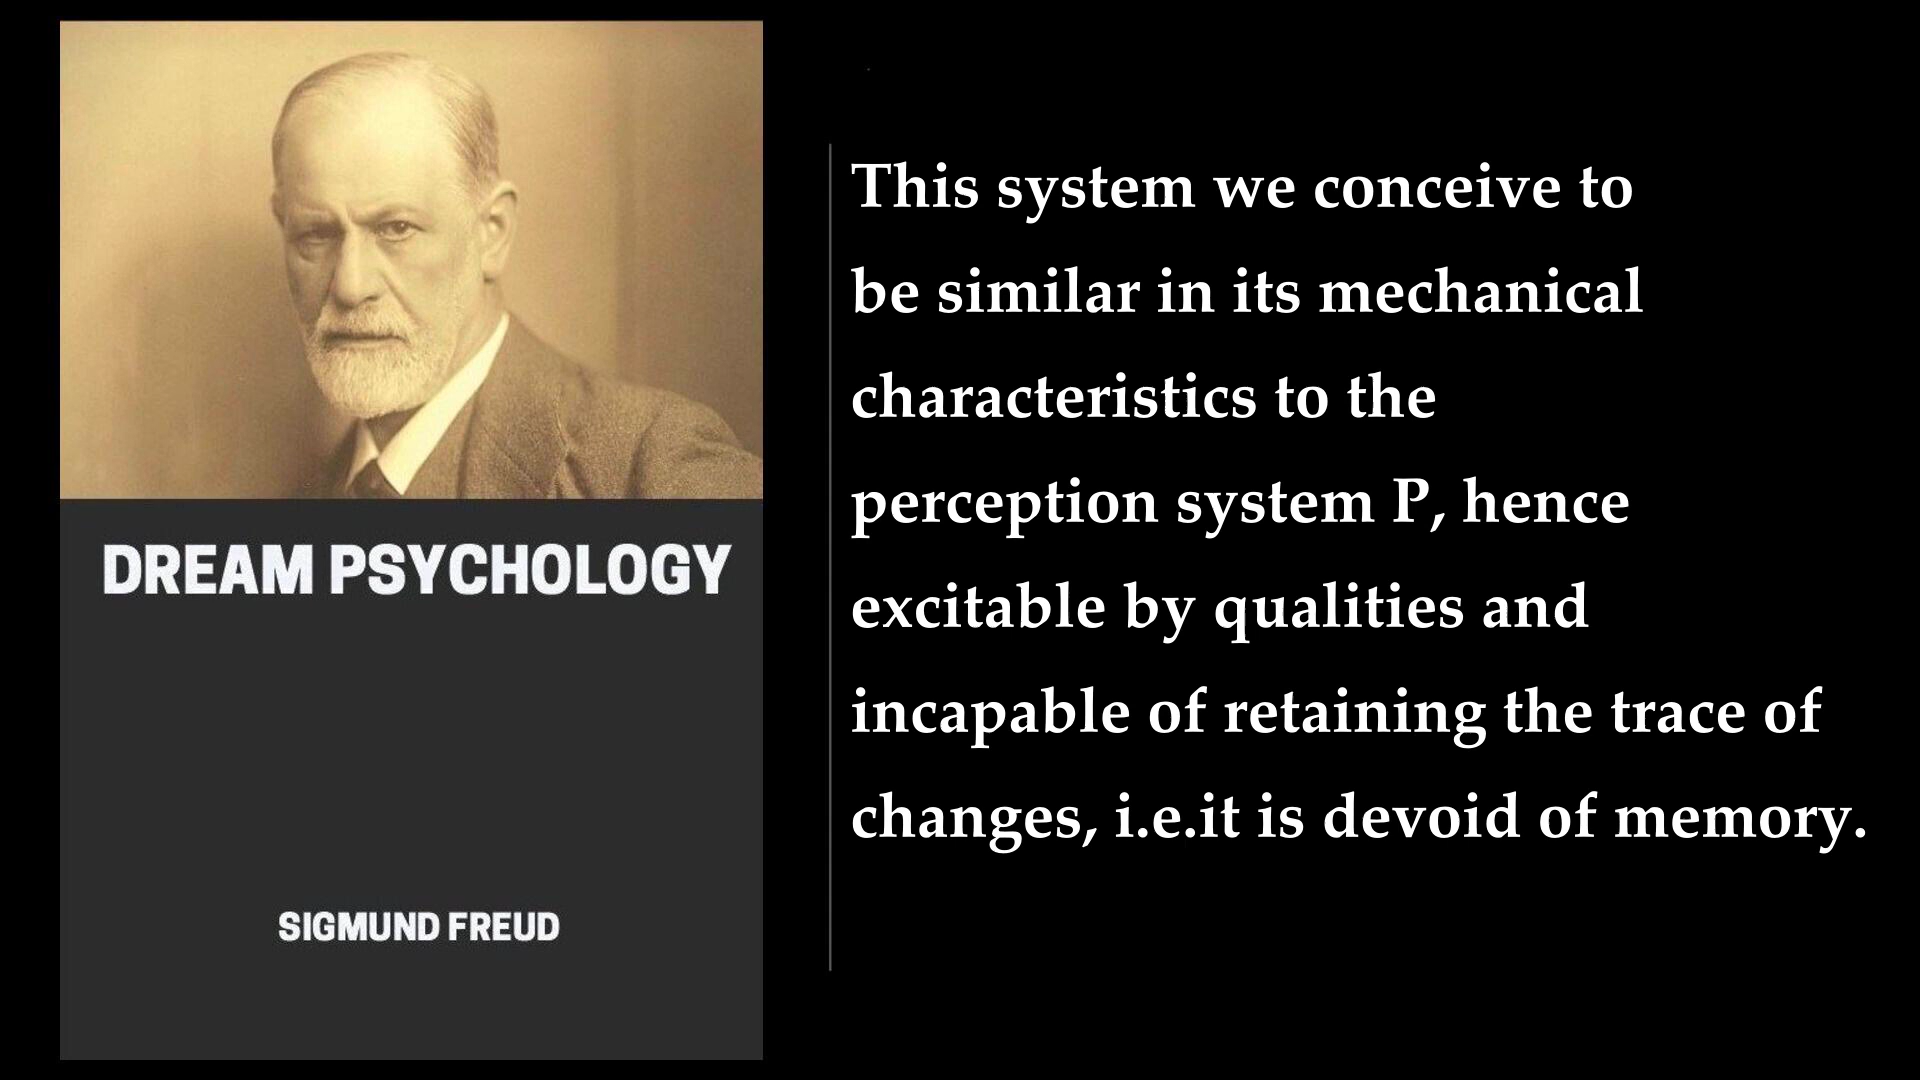 DREAM PSYCHOLOGY
SIGMUND FREUD
This system we conceive to
be similar in its mechanical
characteristics to the
perception system P, hence
excitable by qualities and
incapable of retaining the trace of
changes, i.e.it is devoid of memory.